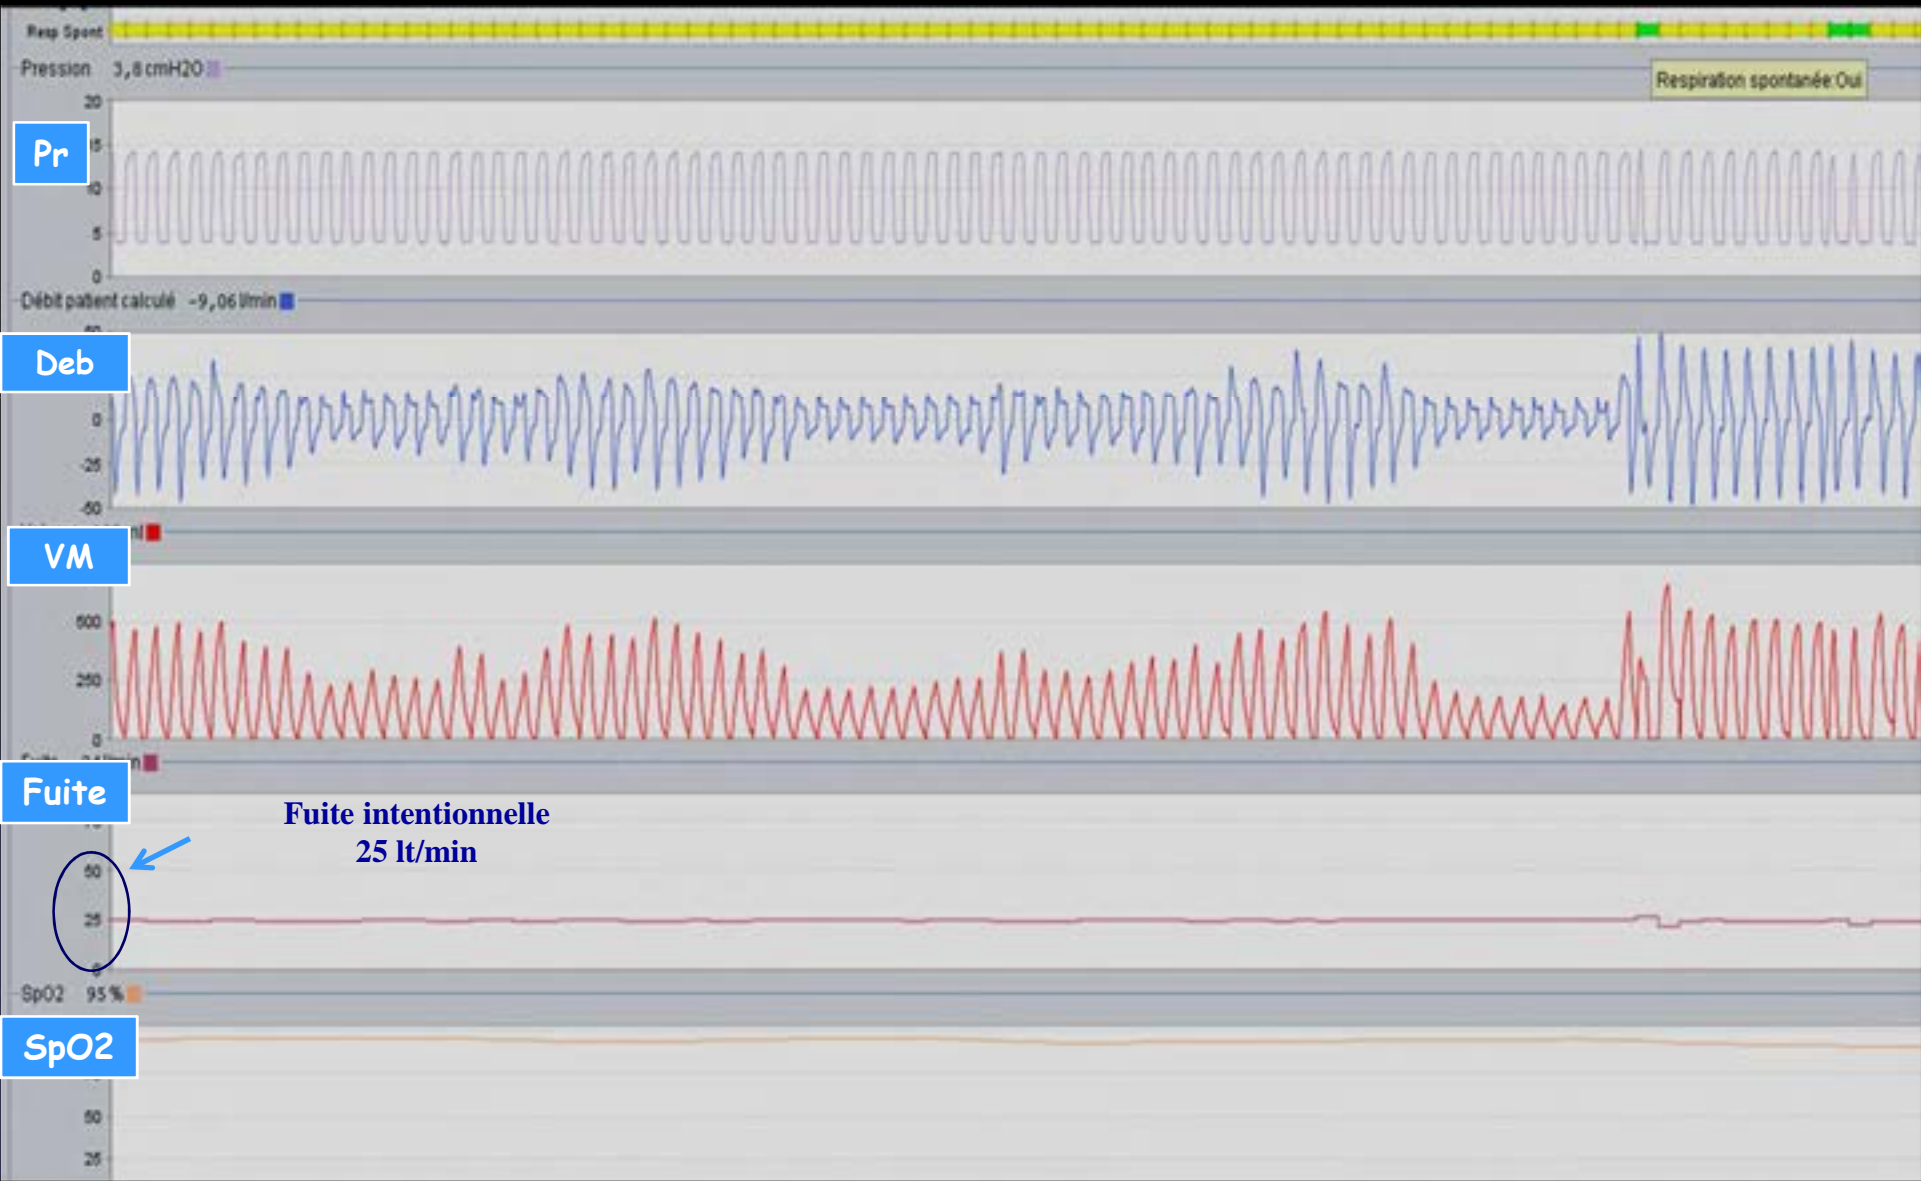 Resp Spont
Pression 3,8 cmH2O
Respiration spontanée:Oui
20
Pr
15
10
5
0
Débit patient calculé -9,06 l/min
Deb
0
-25
-50
VM
500
250
0
Fuite
Fuite intentionnelle
25 lt/min
50
25
0
SpO2 95 %
SpO2
50
25